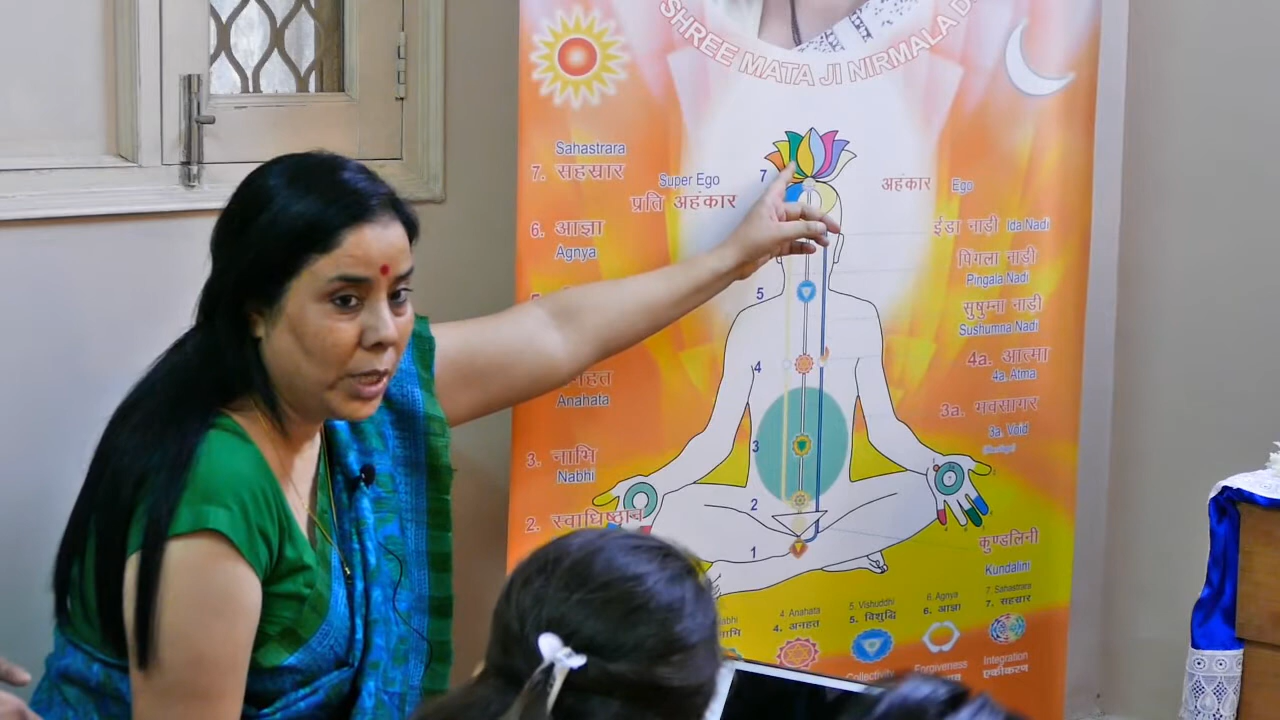 SHREE MATA JI NIRMALA D
Sahastrara
7. सहस्रार
7
Super Ego
प्रति अहंकार
अहंकार Ego
6. आज्ञा
Agnya
ईडा नाड़ी Ida Nadi
पिंगला नाड़ी
Pingala Nadi
सुषुम्ना नाड़ी
Sushumna Nadi
5
4
4a. आत्मा
4a. Atma
Anahata
3a. भवसागर
3a. Void
3
3. नाभि
Nabhi
2
2. स्वाधिष्ठान
1
कुण्डलिनी
Kundalini
4. Anahata
4. अनहत
5. Vishuddhi
5. विशुद्धि
6. Agnya
6. आज्ञा
7. Sahastrara
7. सहस्रार
Collectivity
Forgiveness
Integration
एकीकरण